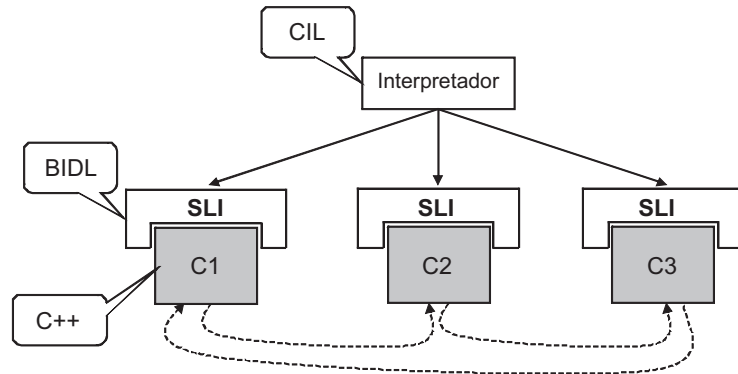 CIL
Interpretador
BIDL
SLI SLI SLI
C1 C2 C3
C++